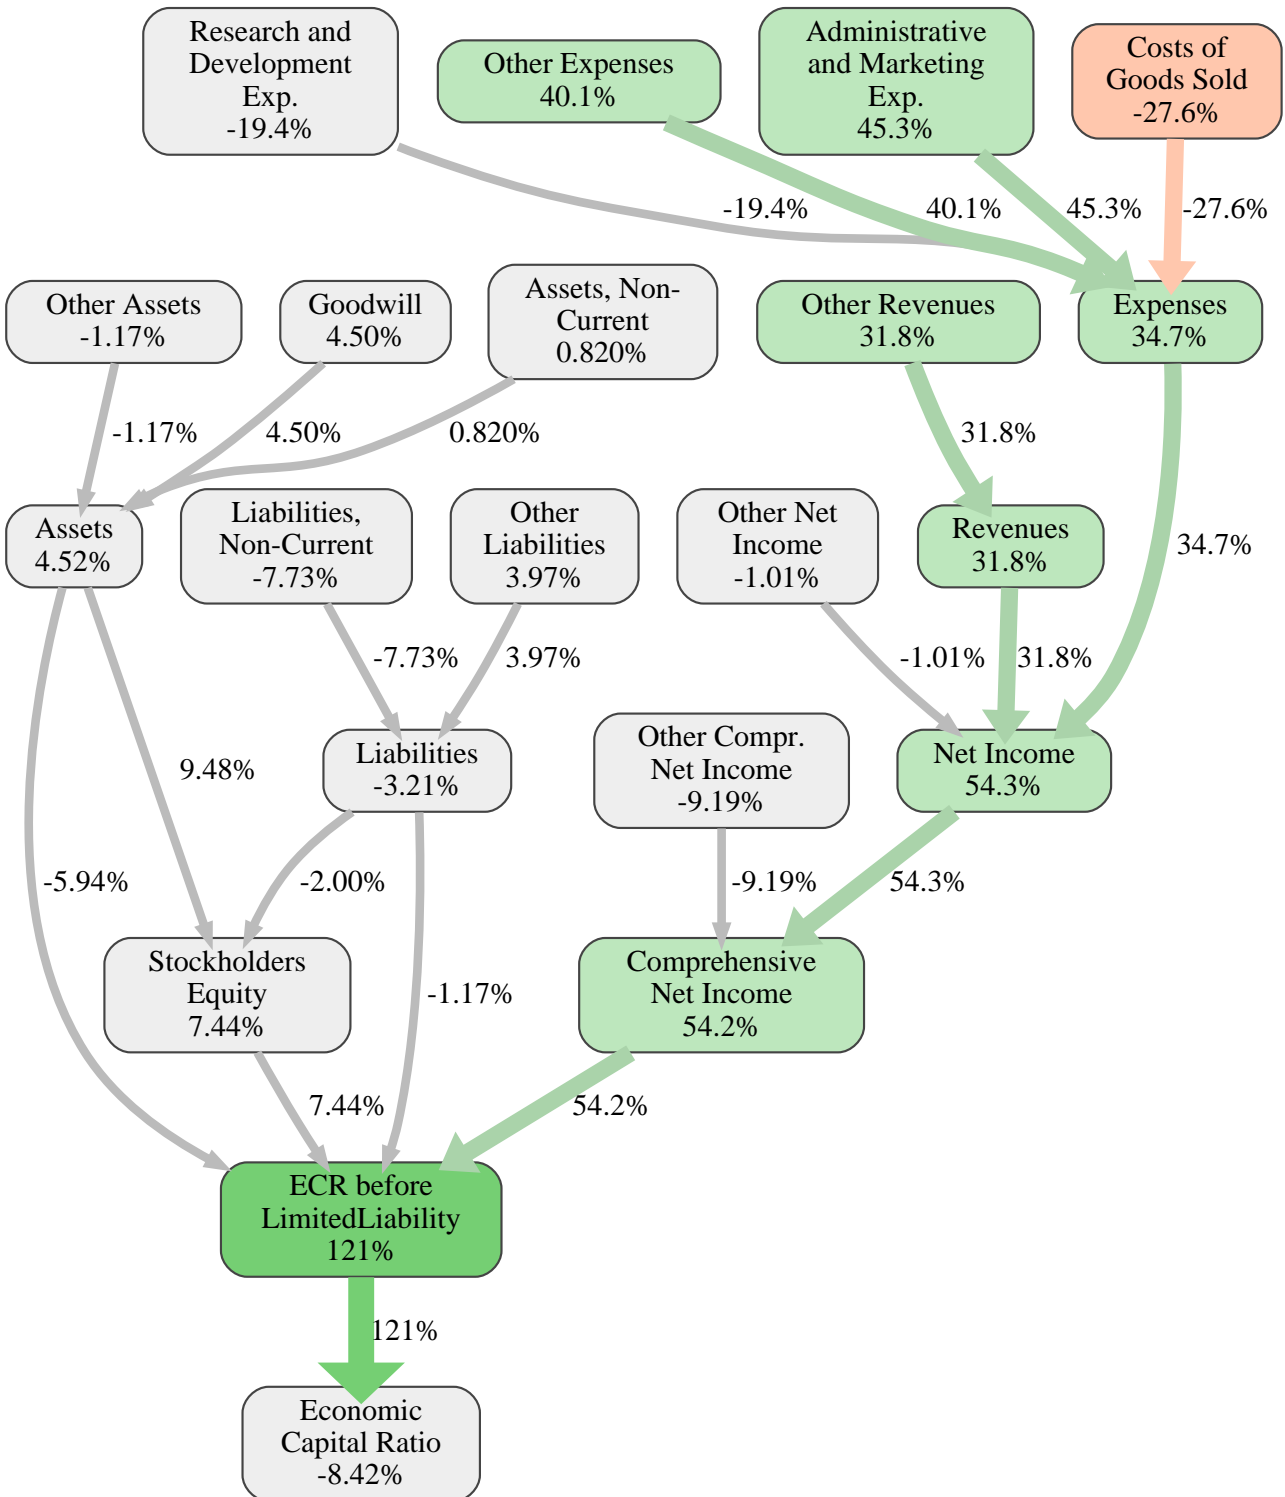 Research and
Development
Exp.
-19.4%
Other Expenses
40.1%
Administrative
and Marketing
Exp.
45.3%
Costs of
Goods Sold
-27.6%
-19.4%
40.1%
45.3%
-27.6%
Other Assets
-1.17%
Goodwill
4.50%
Assets, Non-
Current
0.820%
Other Revenues
31.8%
Expenses
34.7%
-1.17%
4.50%
0.820%
31.8%
Assets
4.52%
Liabilities,
Non-Current
-7.73%
Other
Liabilities
3.97%
Other Net
Income
-1.01%
Revenues
31.8%
34.7%
-7.73%
3.97%
-1.01%
31.8%
9.48%
Liabilities
-3.21%
Other Compr.
Net Income
-9.19%
Net Income
54.3%
-5.94%
-2.00%
-9.19%
54.3%
Stockholders
Equity
7.44%
-1.17%
Comprehensive
Net Income
54.2%
7.44%
54.2%
ECR before
LimitedLiability
121%
121%
Economic
Capital Ratio
-8.42%